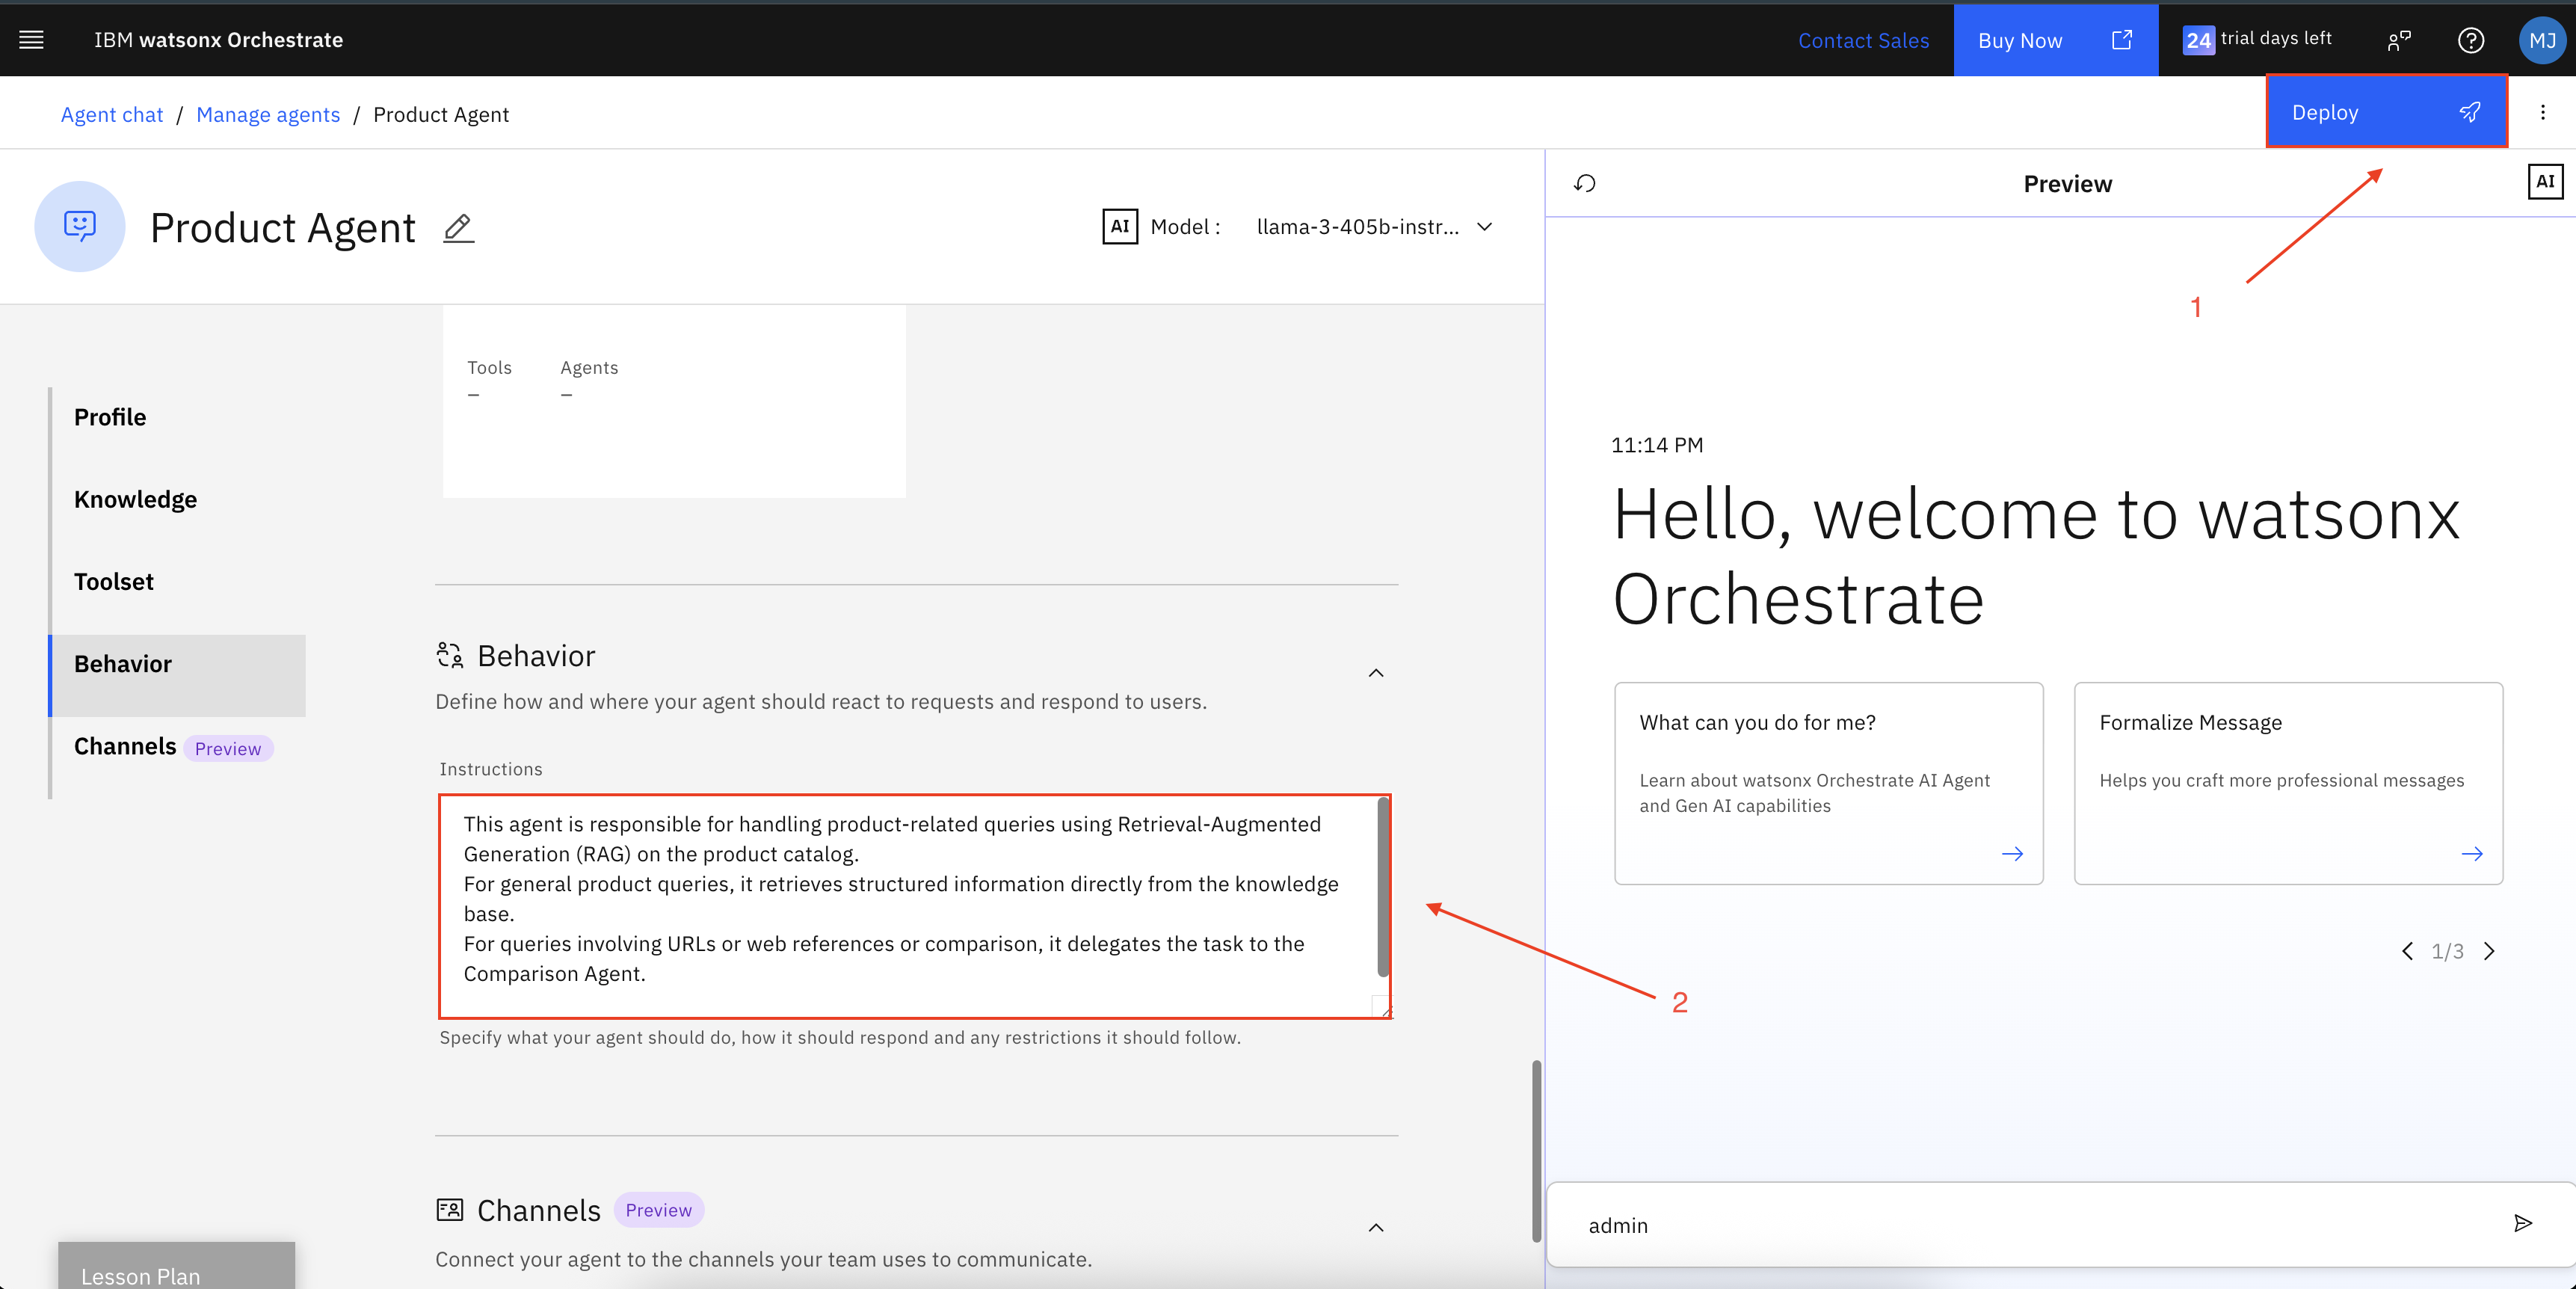 IBM watsonx Orchestrate
Contact Sales
Buy Now
24 trial days left
MJ
Agent chat / Manage agents / Product Agent
Deploy
Product Agent
AI Model : llama-3-405b-instr...
Preview
AI
1
Tools
Agents
–
–
Profile
Knowledge
Toolset
Behavior
Channels Preview
Behavior
Define how and where your agent should react to requests and respond to users.
Instructions
This agent is responsible for handling product-related queries using Retrieval-Augmented
Generation (RAG) on the product catalog.
For general product queries, it retrieves structured information directly from the knowledge
base.
For queries involving URLs or web references or comparison, it delegates the task to the
Comparison Agent.
Specify what your agent should do, how it should respond and any restrictions it should follow.
2
Channels Preview
Connect your agent to the channels your team uses to communicate.
Lesson Plan
11:14 PM
Hello, welcome to watsonx
Orchestrate
What can you do for me?
Learn about watsonx Orchestrate AI Agent
and Gen AI capabilities
Formalize Message
Helps you craft more professional messages
1/3
admin